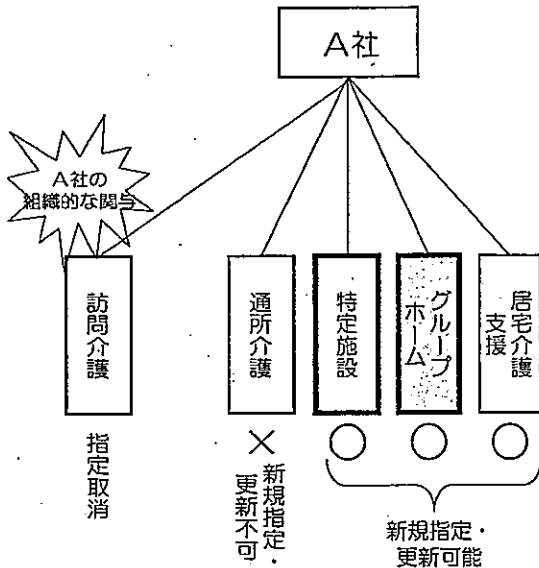 A社
A社の
組織的な関与
訪問介護
通所介護
特定施設
グループ
ホーム
居宅介護
支援
指定取消
×
新規指定・
更新不可
○
○
○
新規指定・
更新可能